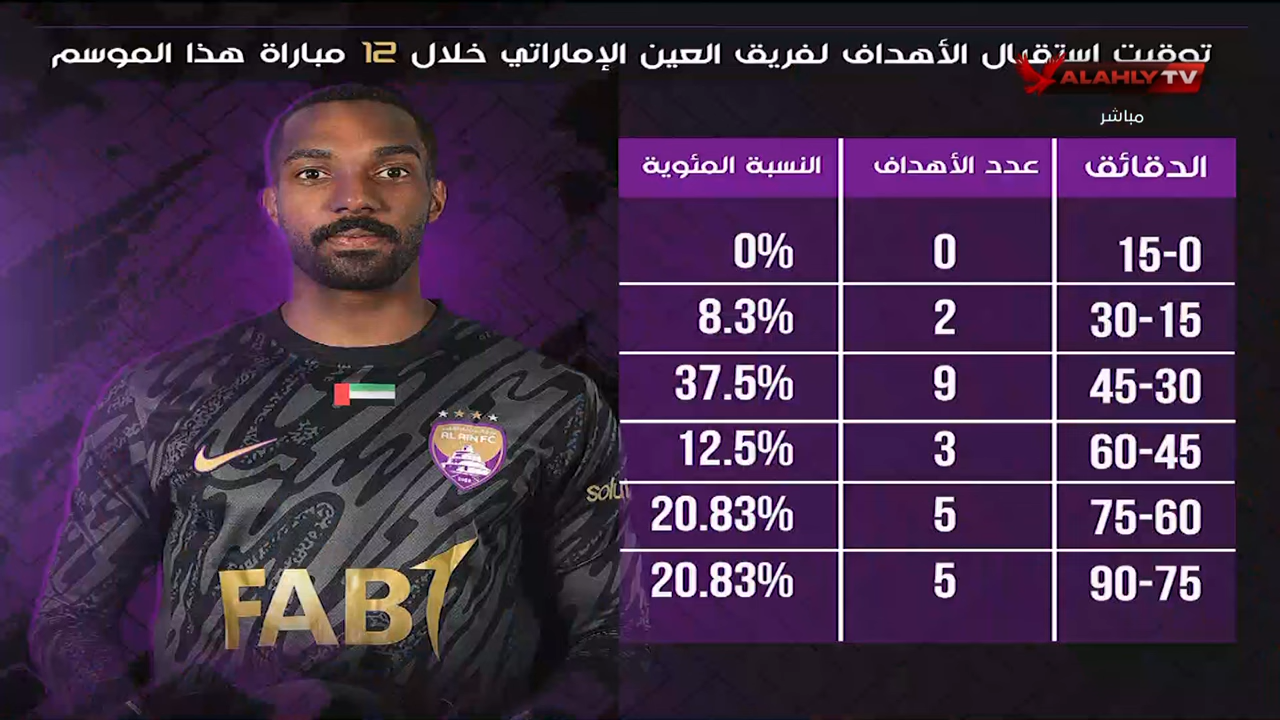 توقيت استقبال الأهداف لفريق العين الإماراتي خلال 12 مباراة هذا الموسم
ALAHLY TV
مباشر
الدقائق عدد الأهداف النسبة المئوية
15-0 0 0%
30-15 2 8.3%
45-30 9 37.5%
60-45 3 12.5%
75-60 5 20.83%
90-75 5 20.83%
AL AIN FC
solu
FAB